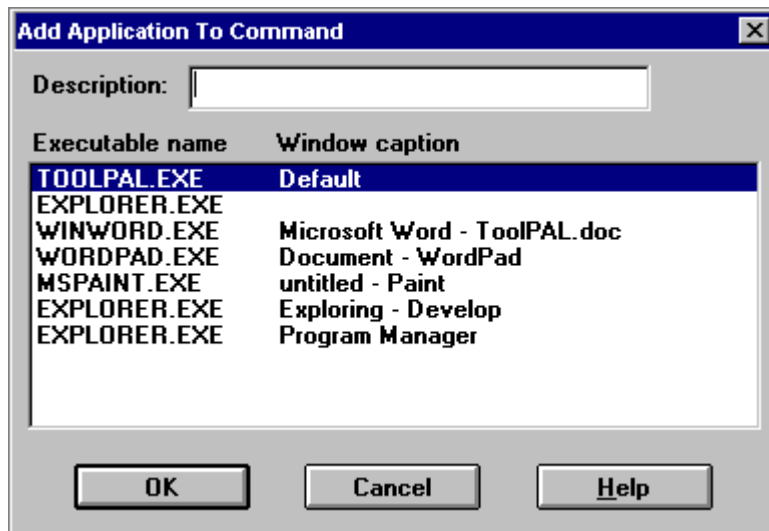 Add Application To Command
Description:
Executable name Window caption
TOOLPAL.EXE Default
EXPLORER.EXE
WINWORD.EXE Microsoft Word - ToolPAL.doc
WORDPAD.EXE Document - WordPad
MSPAINT.EXE untitled - Paint
EXPLORER.EXE Exploring - Develop
EXPLORER.EXE Program Manager
OK Cancel Help